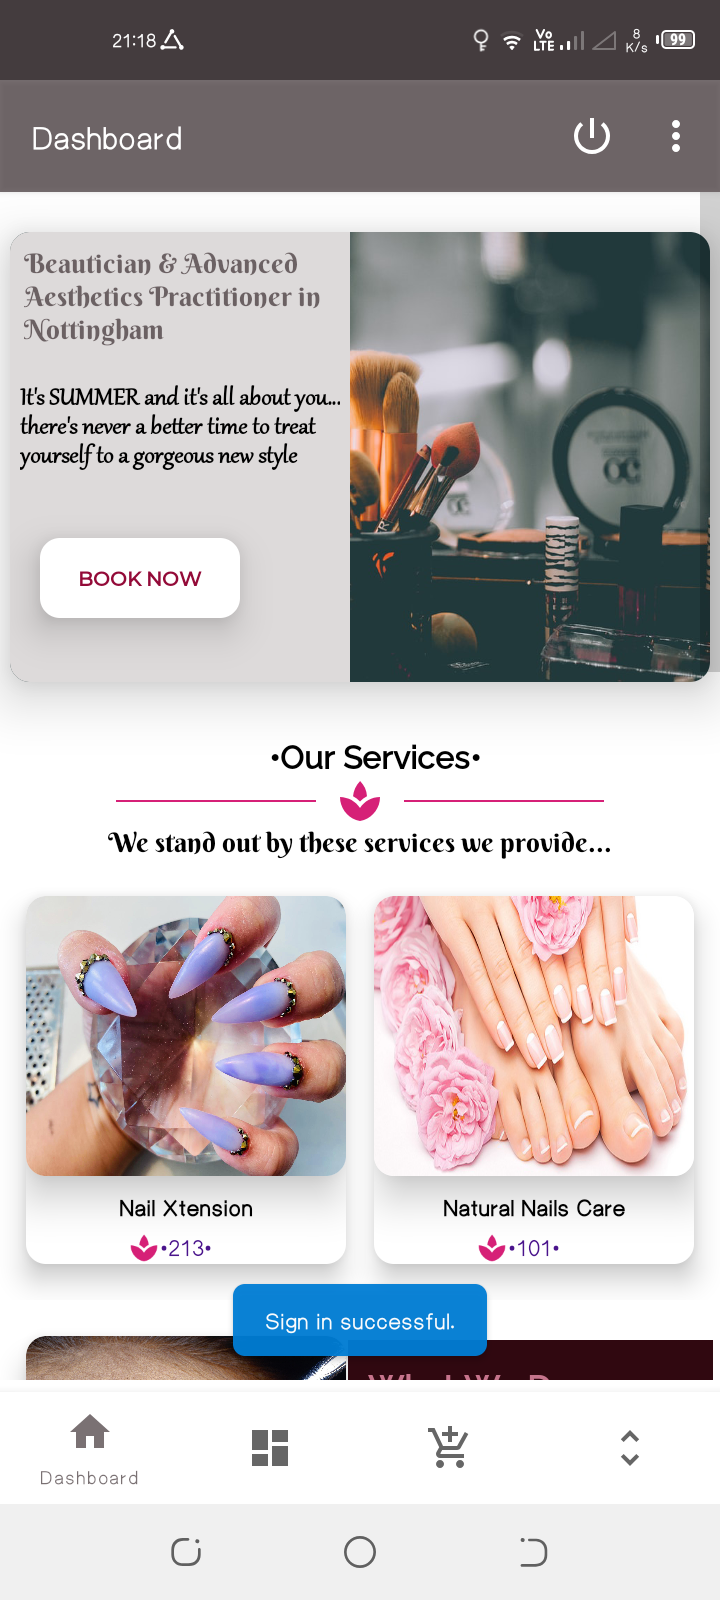 21:18
Vo
LTE
8
K/s
99
Dashboard
Beautician & Advanced
Aesthetics Practitioner in
Nottingham
It's SUMMER and it's all about you...
there's never a better time to treat
yourself to a gorgeous new style
BOOK NOW
•Our Services•
We stand out by these services we provide...
Nail Xtension
Natural Nails Care
•213•
•101•
Sign in successful.
Dashboard